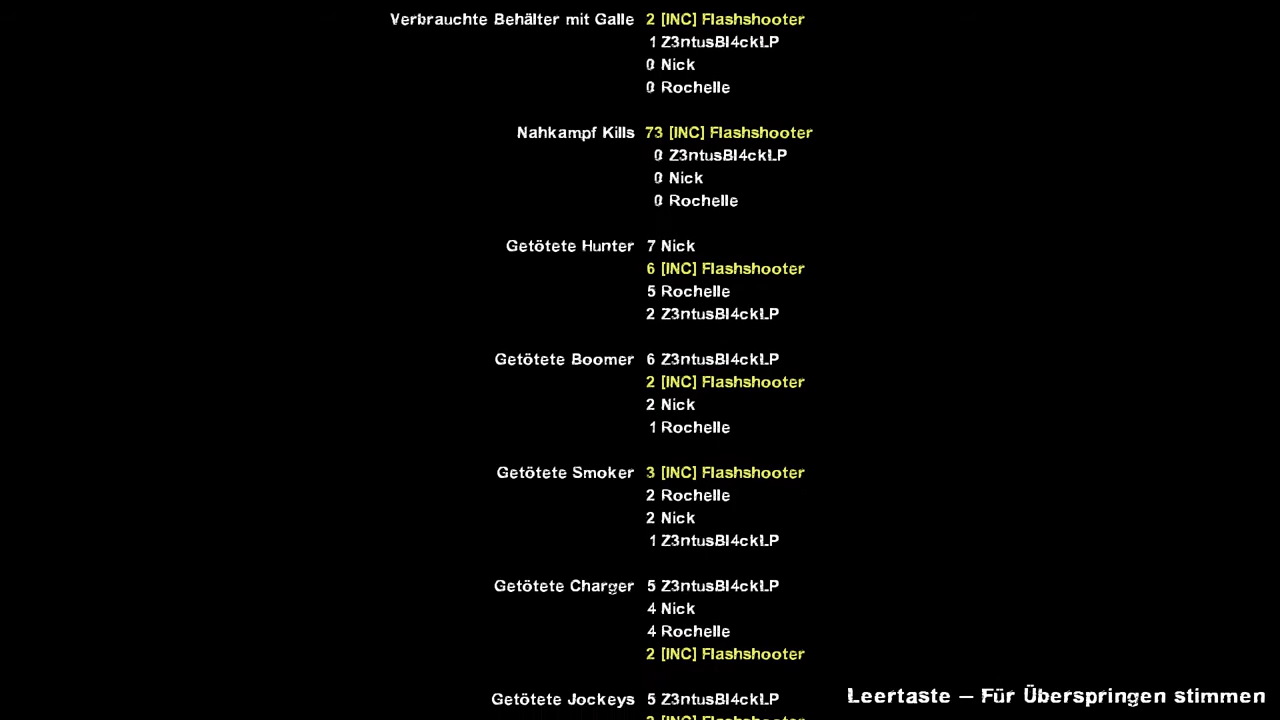 Verbrauchte Behälter mit Galle 2 [INC] Flashshooter
1 Z3ntusBl4ckLP
0 Nick
0 Rochelle
Nahkampf Kills 73 [INC] Flashshooter
0 Z3ntusBl4ckLP
0 Nick
0 Rochelle
Getötete Hunter 7 Nick
6 [INC] Flashshooter
5 Rochelle
2 Z3ntusBl4ckLP
Getötete Boomer 6 Z3ntusBl4ckLP
2 [INC] Flashshooter
2 Nick
1 Rochelle
Getötete Smoker 3 [INC] Flashshooter
2 Rochelle
2 Nick
1 Z3ntusBl4ckLP
Getötete Charger 5 Z3ntusBl4ckLP
4 Nick
4 Rochelle
2 [INC] Flashshooter
Getötete Jockeys 5 Z3ntusBl4ckLP
[INC] Flashshooter
Leertaste – Für Überspringen stimmen